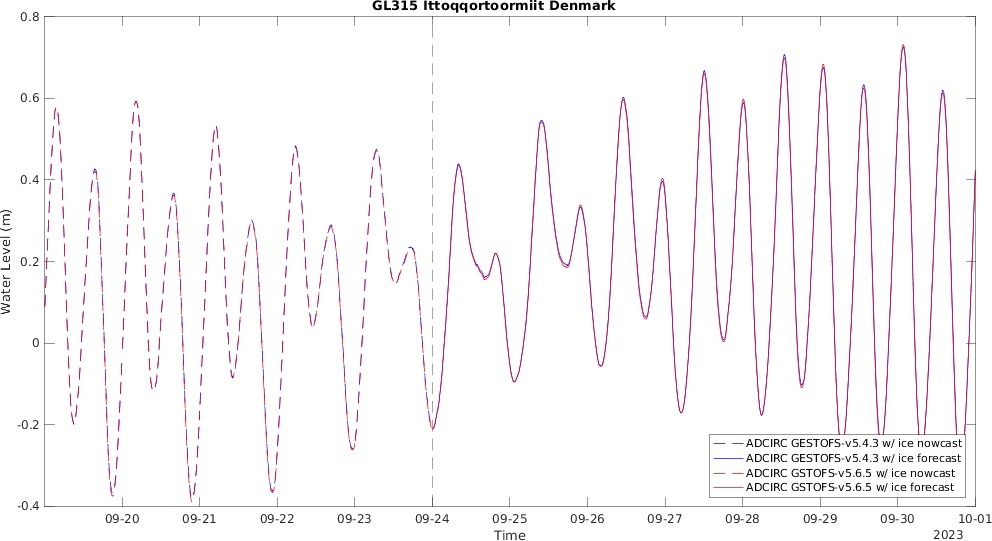 GL315 Ittoqqortoormiit Denmark
0.8
0.6
0.4
0.2
0
-0.2
-0.4
Water Level (m)
09-20 09-21 09-22 09-23 09-24 09-25 09-26 09-27 09-28 09-29 09-30 10-01
Time
2023
ADCIRC GESTOFS-v5.4.3 w/ ice nowcast
ADCIRC GESTOFS-v5.4.3 w/ ice forecast
ADCIRC GSTOFS-v5.6.5 w/ ice nowcast
ADCIRC GSTOFS-v5.6.5 w/ ice forecast